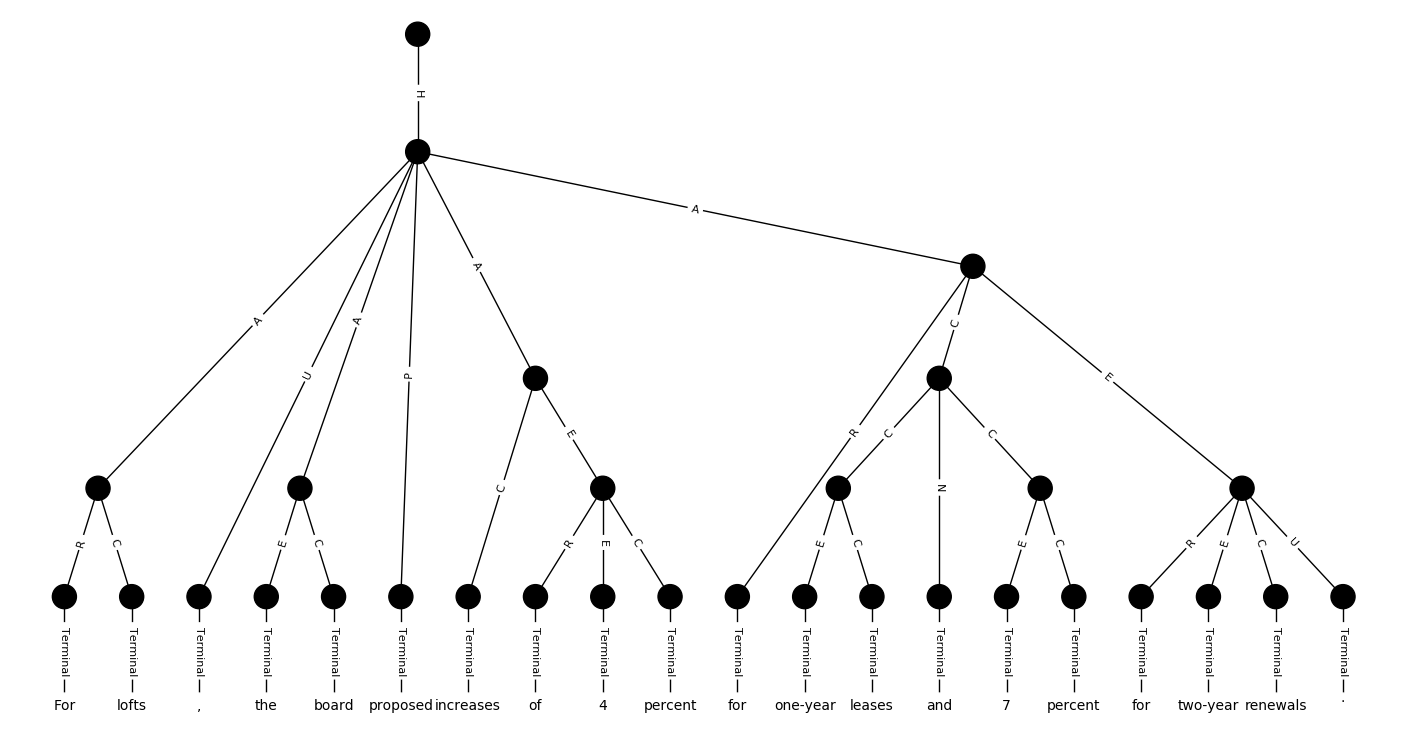 H
A
A
U
A
P
A
C
E
R
C
E
C
N
C
R
C
E
C
C
E
R
E
C
E
C
E
C
R
E
C
U
Terminal Terminal Terminal Terminal Terminal Terminal Terminal Terminal Terminal Terminal Terminal Terminal Terminal Terminal Terminal Terminal Terminal Terminal Terminal Terminal
For lofts , the board proposed increases of 4 percent for one-year leases and 7 percent for two-year renewals .